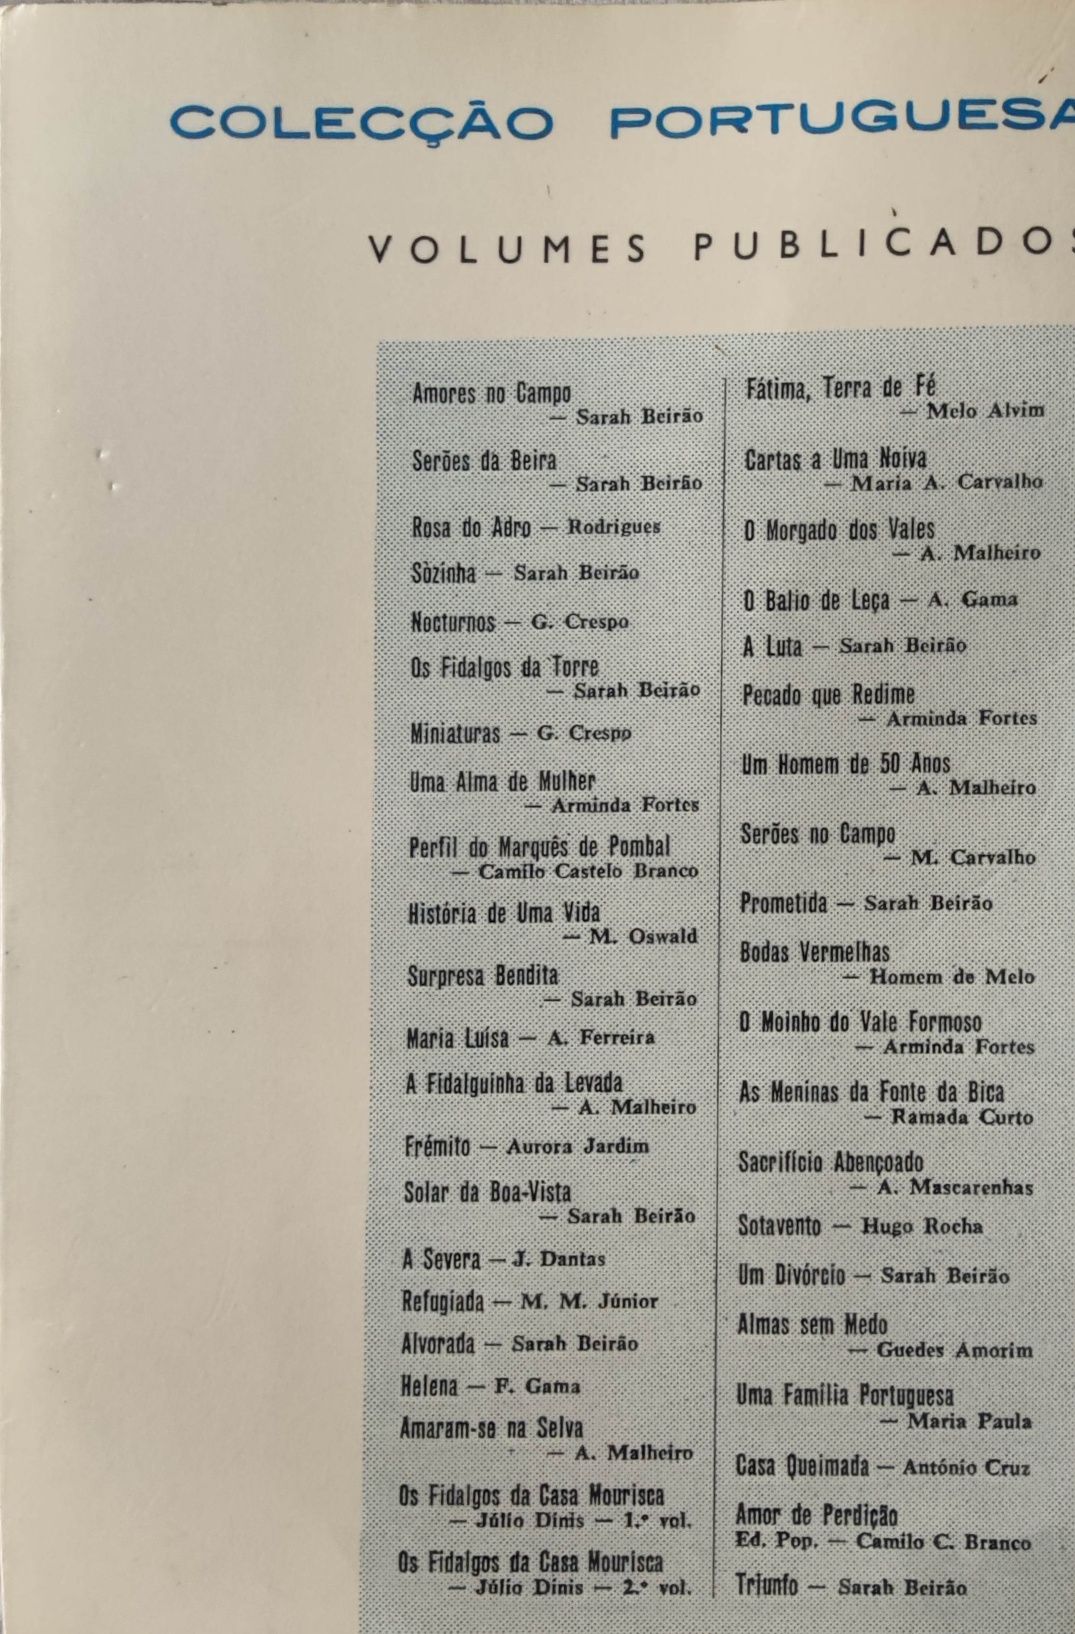 COLECÇÃO PORTUGUESA
VOLUMES PUBLICADOS
Amores no Campo
— Sarah Beirão
Serões da Beira
— Sarah Beirão
Rosa do Adro — Rodrigues
Sòzinha — Sarah Beirão
Nocturnos — G. Crespo
Os Fidalgos da Torre
— Sarah Beirão
Miniaturas — G. Crespo
Uma Alma de Mulher
— Arminda Fortes
Perfil do Marquês de Pombal
— Camilo Castelo Branco
História de Uma Vida
— M. Oswald
Surpresa Bendita
— Sarah Beirão
Maria Luísa — A. Ferreira
A Fidalguinha da Levada
— A. Malheiro
Frémito — Aurora Jardim
Solar da Boa-Vista
— Sarah Beirão
A Severa — J. Dantas
Refugiada — M. M. Júnior
Alvorada — Sarah Beirão
Helena — F. Gama
Amaram-se na Selva
— A. Malheiro
Os Fidalgos da Casa Mourisca
— Júlio Dinis — 1.º vol.
Os Fidalgos da Casa Mourisca
— Júlio Dinis — 2.º vol.
Fátima, Terra de Fé
— Melo Alvim
Cartas a Uma Noiva
— Maria A. Carvalho
O Morgado dos Vales
— A. Malheiro
O Balio de Leça — A. Gama
A Luta — Sarah Beirão
Pecado que Redime
— Arminda Fortes
Um Homem de 50 Anos
— A. Malheiro
Serões no Campo
— M. Carvalho
Prometida — Sarah Beirão
Bodas Vermelhas
— Homem de Melo
O Moinho do Vale Formoso
— Arminda Fortes
As Meninas da Fonte da Bica
— Ramada Curto
Sacrifício Abençoado
— A. Mascarenhas
Sotavento — Hugo Rocha
Um Divórcio — Sarah Beirão
Almas sem Medo
— Guedes Amorim
Uma Família Portuguesa
— Maria Paula
Casa Queimada — António Cruz
Amor de Perdição
Ed. Pop. — Camilo C. Branco
Triunfo — Sarah Beirão